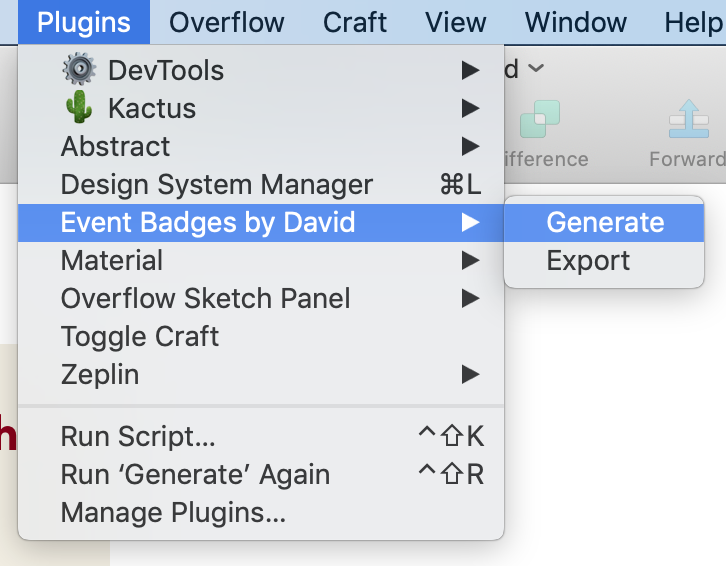 Plugins Overflow Craft View Window Help
DevTools
Kactus
Abstract
Design System Manager ⌘L
Event Badges by David
Generate
Export
Material
Overflow Sketch Panel
Toggle Craft
Zeplin
Run Script... ^⇧K
Run ‘Generate’ Again ^⇧R
Manage Plugins...
d
ifference
Forward
h